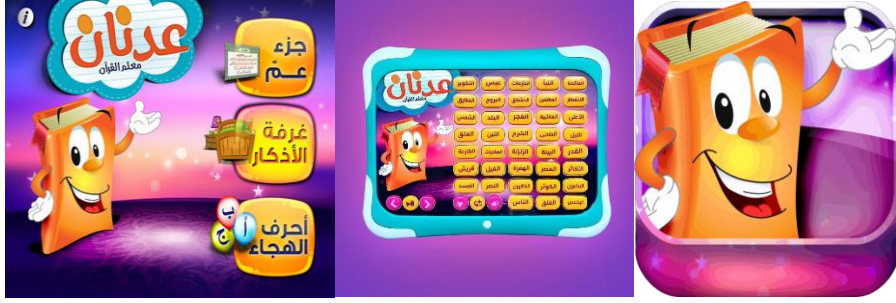 i
عدنان
معلم القرآن
جزء
عمّ
غرفة
الأذكار
أحرف
الهجاء
أ
ب
ج
عدنان
معلم القرآن
الفاتحة النبأ النازعات عبس التكوير
الانفطار المطففين الانشقاق البروج الطارق
الأعلى الغاشية الفجر البلد الشمس
الليل الضحى الشرح التين العلق
القدر البينة الزلزلة العاديات القارعة
التكاثر العصر الهمزة الفيل قريش
الماعون الكوثر الكافرون النصر المسد
الإخلاص الفلق الناس